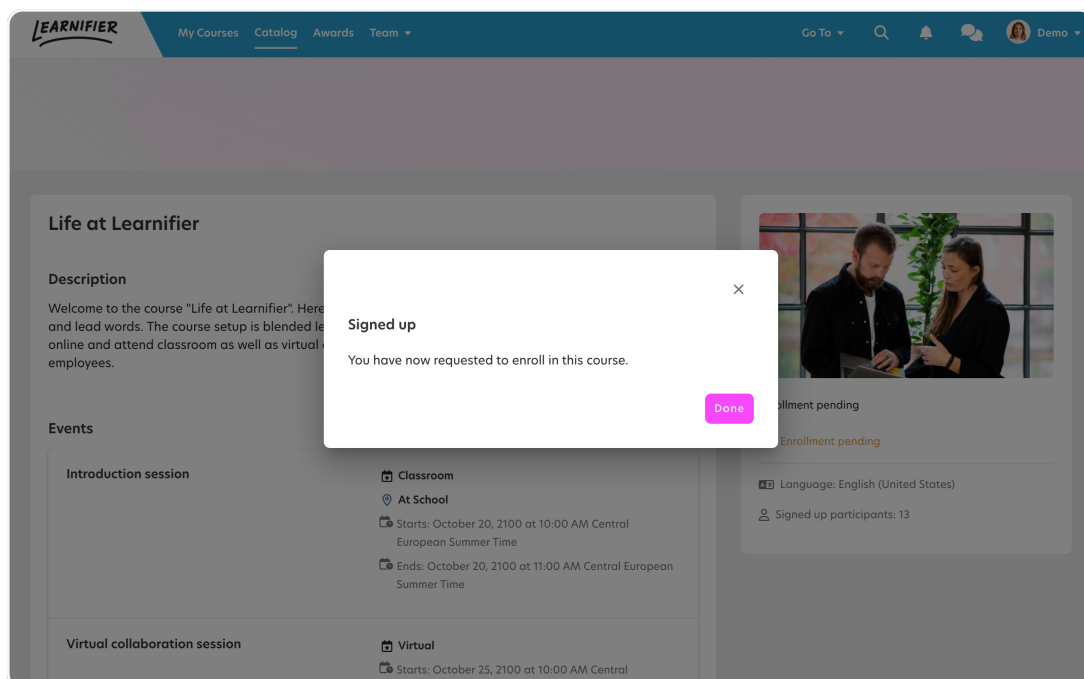 LEARNIFIER
My Courses Catalog Awards Team
Go To
Demo
Life at Learnifier
Description
Welcome to the course "Life at Learnifier". Here
and lead words. The course setup is blended le
online and attend classroom as well as virtual
employees.
Signed up
You have now requested to enroll in this course.
Done
ollment pending
Enrollment pending
Language: English (United States)
Signed up participants: 13
Events
Introduction session
Classroom
At School
Starts: October 20, 2100 at 10:00 AM Central
European Summer Time
Ends: October 20, 2100 at 11:00 AM Central European
Summer Time
Virtual collaboration session
Virtual
Starts: October 25, 2100 at 10:00 AM Central